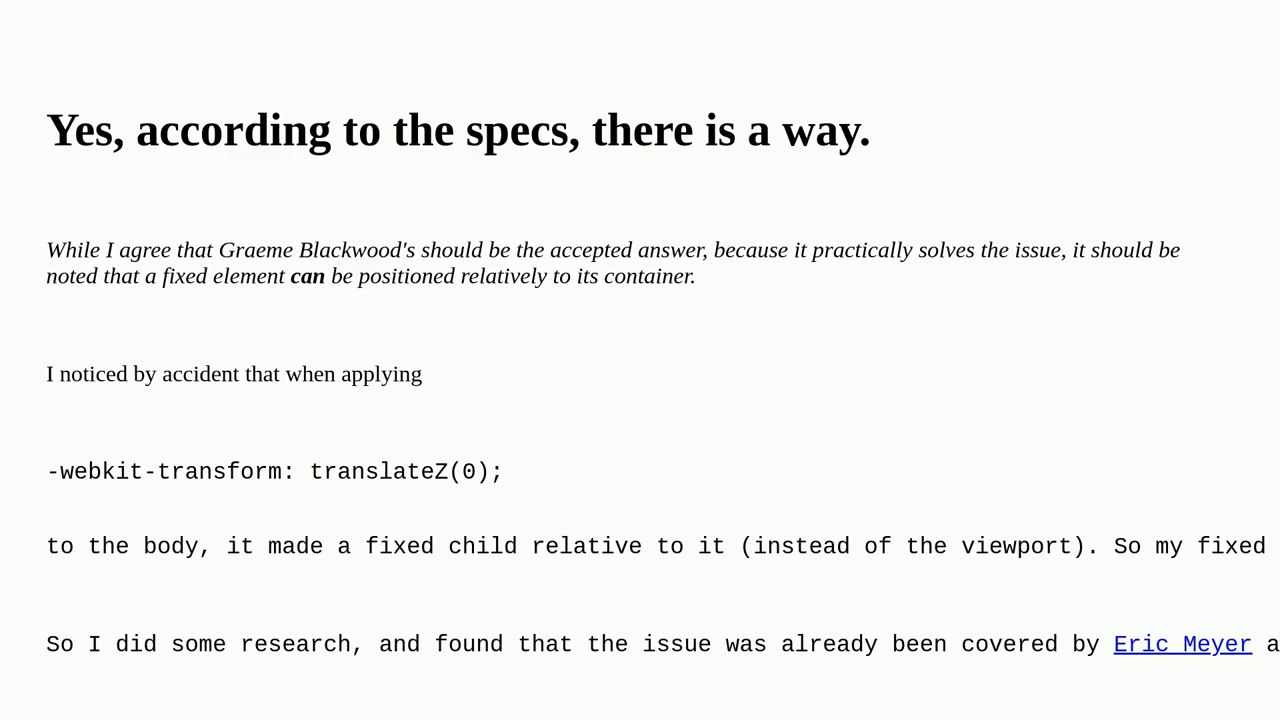 Yes, according to the specs, there is a way.
While I agree that Graeme Blackwood's should be the accepted answer, because it practically solves the issue, it should be
noted that a fixed element can be positioned relatively to its container.
I noticed by accident that when applying
-webkit-transform: translateZ(0);
to the body, it made a fixed child relative to it (instead of the viewport). So my fixed
So I did some research, and found that the issue was already been covered by Eric Meyer a